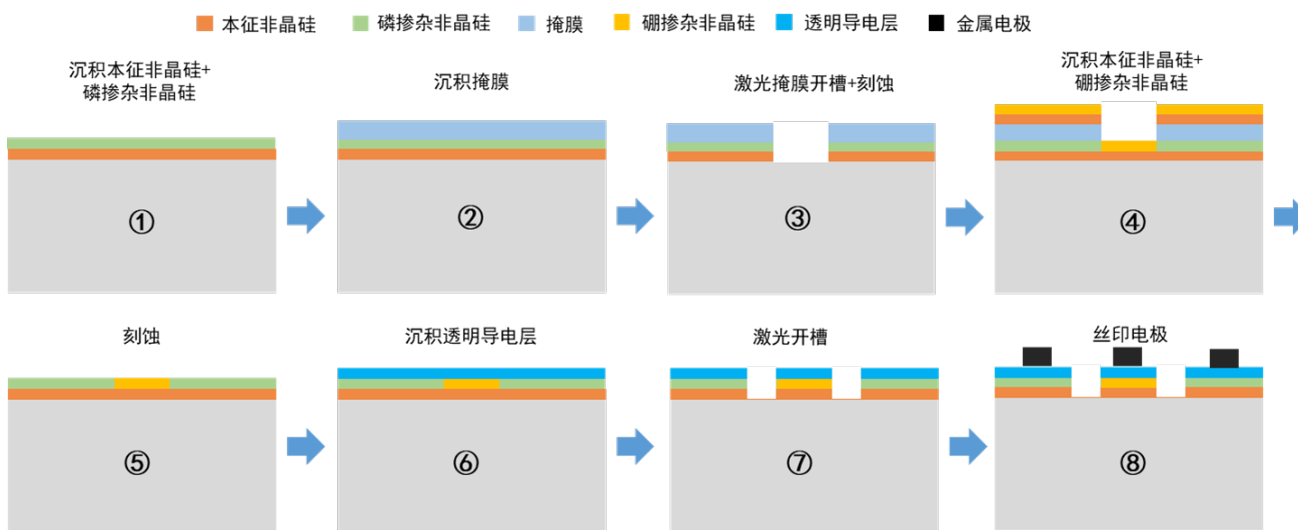 本征非晶硅 磷掺杂非晶硅 掩膜 硼掺杂非晶硅 透明导电层 金属电极
沉积本征非晶硅+
磷掺杂非晶硅
沉积掩膜
激光掩膜开槽+刻蚀
沉积本征非晶硅+
硼掺杂非晶硅
① ② ③ ④
刻蚀 沉积透明导电层 激光开槽 丝印电极
⑤ ⑥ ⑦ ⑧